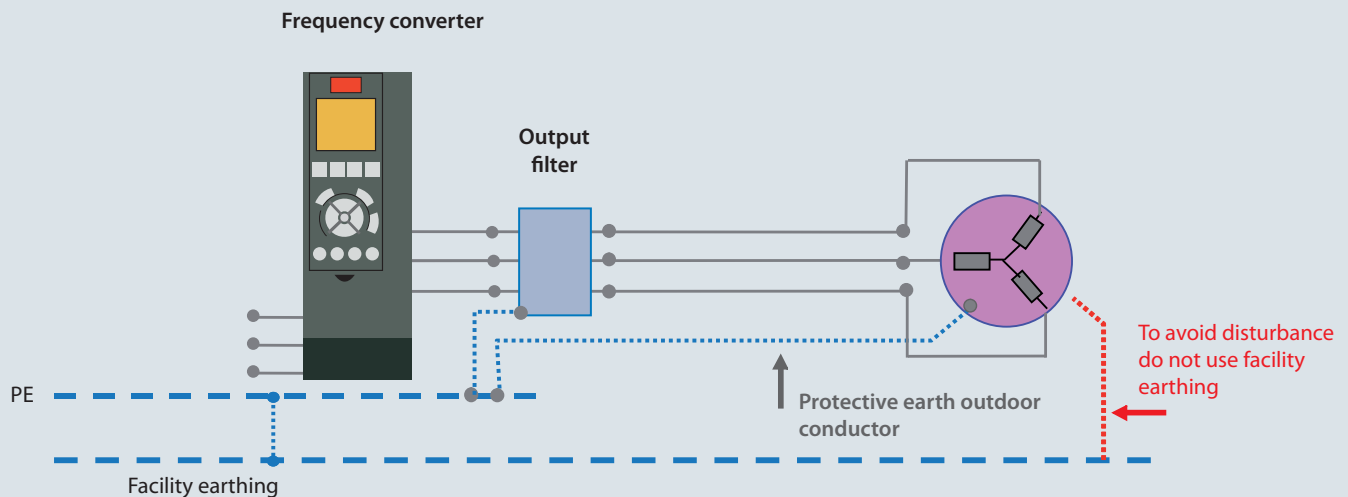 Frequency converter
Output
filter
To avoid disturbance
do not use facility
earthing
PE
Protective earth outdoor
conductor
Facility earthing